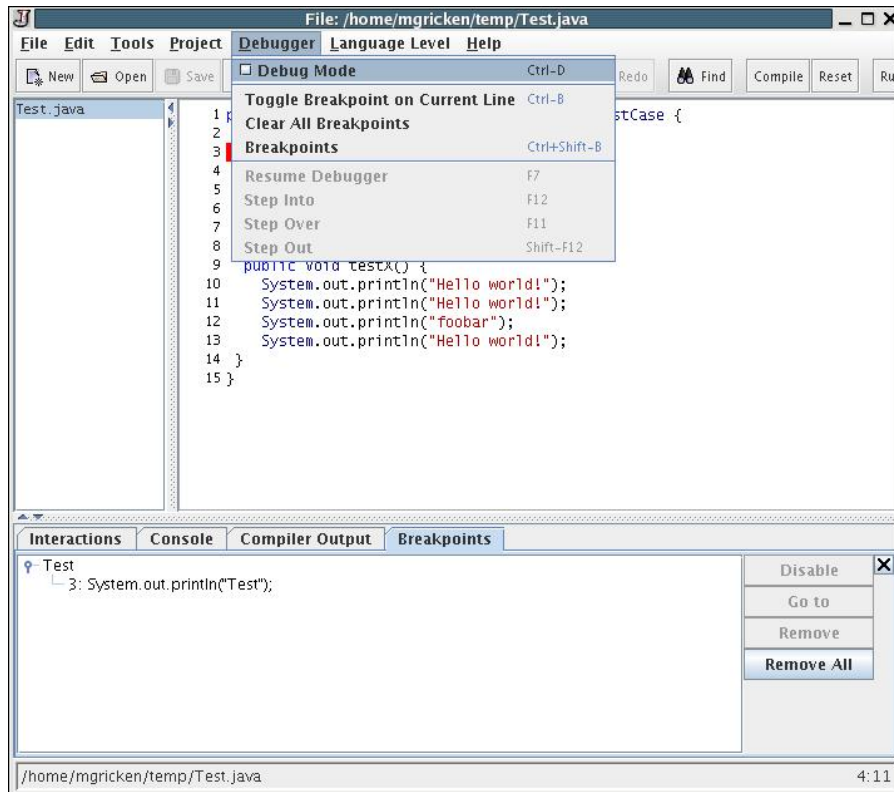 File: /home/mgricken/temp/Test.java
File Edit Tools Project Debugger Language Level Help
New Open Save Redo Find Compile Reset Ru
Debug Mode Ctrl-D
Toggle Breakpoint on Current Line Ctrl-B
Clear All Breakpoints
Breakpoints Ctrl+Shift-B
Resume Debugger F7
Step Into F12
Step Over F11
Step Out Shift-F12
Test.java
1 p stCase {
2
3
4
5
6
7
8
9 public void testX() {
10 System.out.println("Hello world!");
11 System.out.println("Hello world!");
12 System.out.println("foobar");
13 System.out.println("Hello world!");
14 }
15 }
Interactions Console Compiler Output Breakpoints
Test
3: System.out.println("Test");
Disable
Go to
Remove
Remove All
/home/mgricken/temp/Test.java 4:11